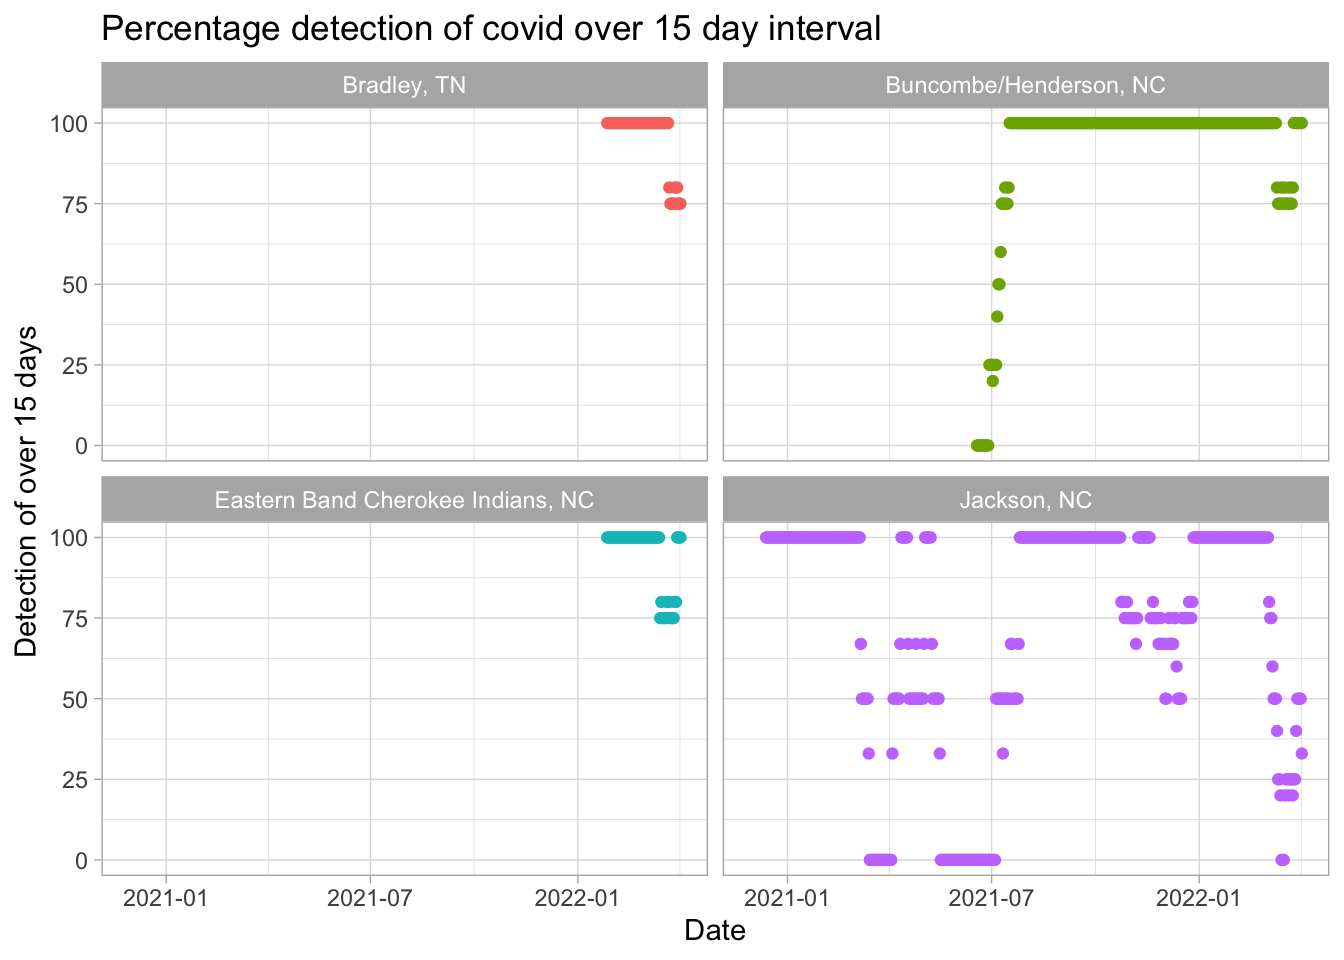 Percentage detection of covid over 15 day interval
Bradley, TN
Buncombe/Henderson, NC
100
75
50
25
0
Eastern Band Cherokee Indians, NC
Jackson, NC
100
75
50
25
0
Detection of over 15 days
2021-01
2021-07
2022-01
2021-01
2021-07
2022-01
Date